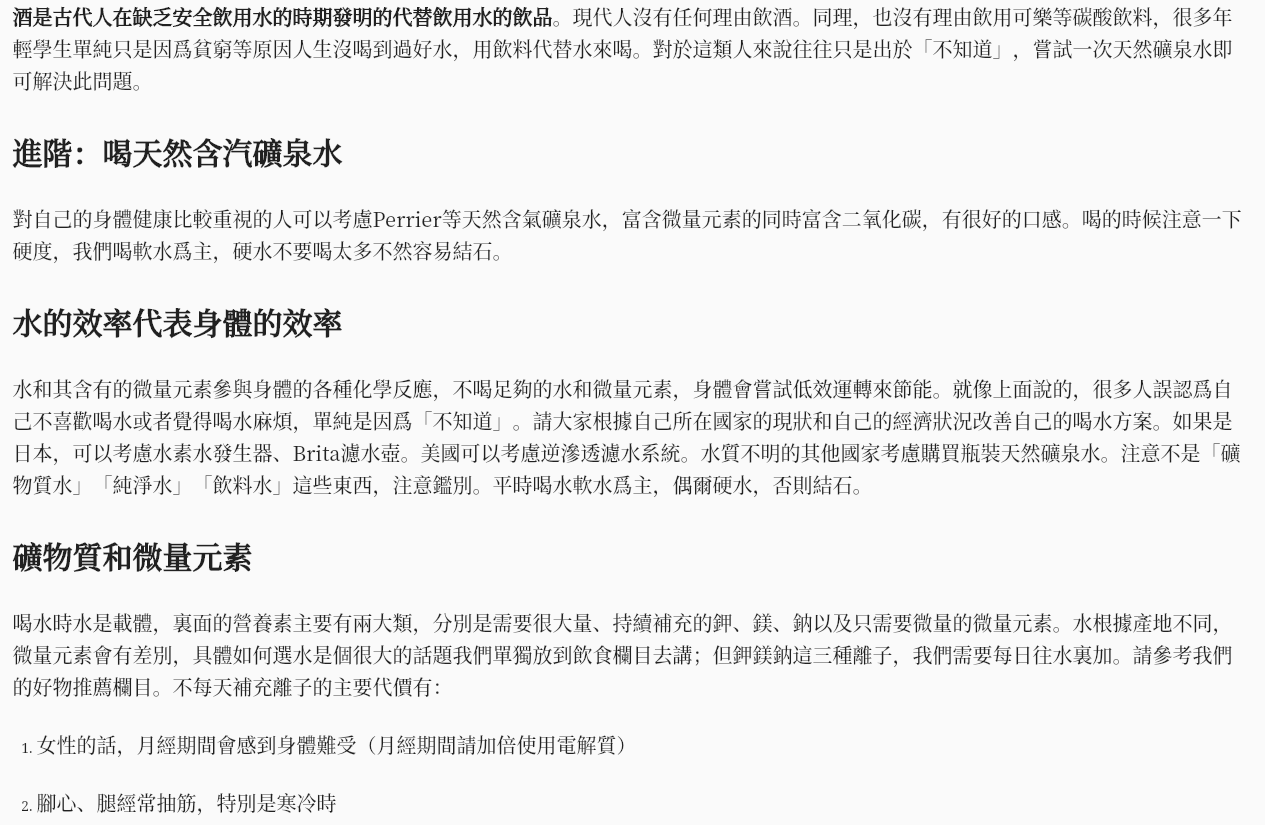 酒是古代人在缺乏安全飲用水的時期發明的代替飲用水的飲品。現代人沒有任何理由飲酒。同理，也沒有理由飲用可樂等碳酸飲料，很多年
輕學生單純只是因爲貧窮等原因人生沒喝到過好水，用飲料代替水來喝。對於這類人來說往往只是出於「不知道」，嘗試一次天然礦泉水即
可解決此問題。
進階：喝天然含汽礦泉水
對自己的身體健康比較重視的人可以考慮Perrier等天然含氣礦泉水，富含微量元素的同時富含二氧化碳，有很好的口感。喝的時候注意一下
硬度，我們喝軟水爲主，硬水不要喝太多不然容易結石。
水的效率代表身體的效率
水和其含有的微量元素參與身體的各種化學反應，不喝足夠的水和微量元素，身體會嘗試低效運轉來節能。就像上面說的，很多人誤認爲自
己不喜歡喝水或者覺得喝水麻煩，單純是因爲「不知道」。請大家根據自己所在國家的現狀和自己的經濟狀況改善自己的喝水方案。如果是
日本，可以考慮水素水發生器、Brita濾水壺。美國可以考慮逆滲透濾水系統。水質不明的其他國家考慮購買瓶裝天然礦泉水。注意不是「礦
物質水」「純淨水」「飲料水」這些東西，注意鑑別。平時喝水軟水爲主，偶爾硬水，否則結石。
礦物質和微量元素
喝水時水是載體，裏面的營養素主要有兩大類，分別是需要很大量、持續補充的鉀、鎂、鈉以及只需要微量的微量元素。水根據產地不同，
微量元素會有差別，具體如何選水是個很大的話題我們單獨放到飲食欄目去講；但鉀鎂鈉這三種離子，我們需要每日往水裏加。請參考我們
的好物推薦欄目。不每天補充離子的主要代價有：
1. 女性的話，月經期間會感到身體難受（月經期間請加倍使用電解質）
2. 腳心、腿經常抽筋，特別是寒冷時